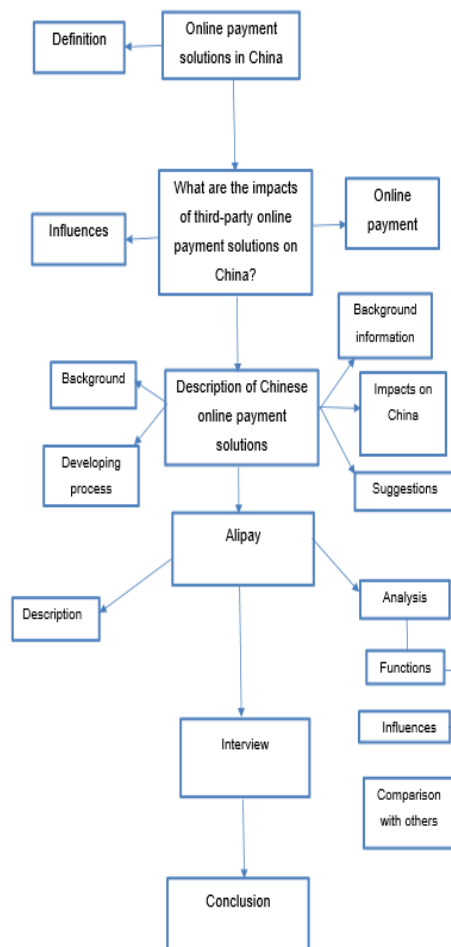 Definition
Online payment
solutions in China
What are the impacts
of third-party online
payment solutions on
China?
Influences
Online
payment
Background
information
Background
Description of Chinese
online payment
solutions
Impacts on
China
Developing
process
Suggestions
Alipay
Description
Analysis
Functions
Influences
Interview
Comparison
with others
Conclusion